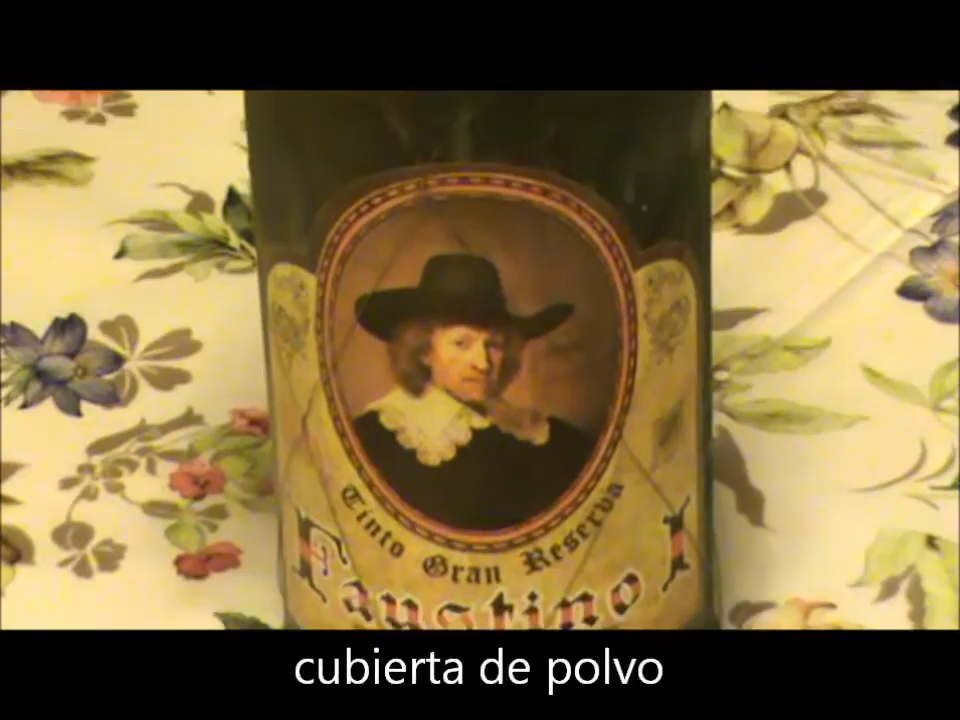 Tinto Gran Reserva
Faustino I
cubierta de polvo